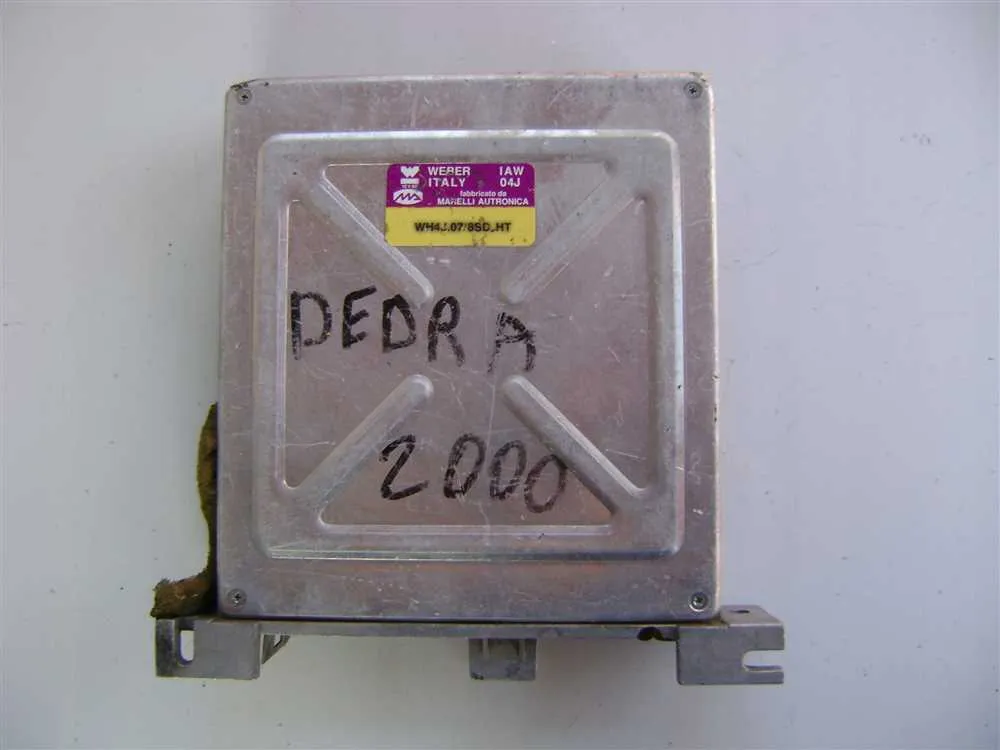 WEBER IAW
ITALY 04J
fabbricato da
MARELLI AUTRONICA
DEDRA
2000